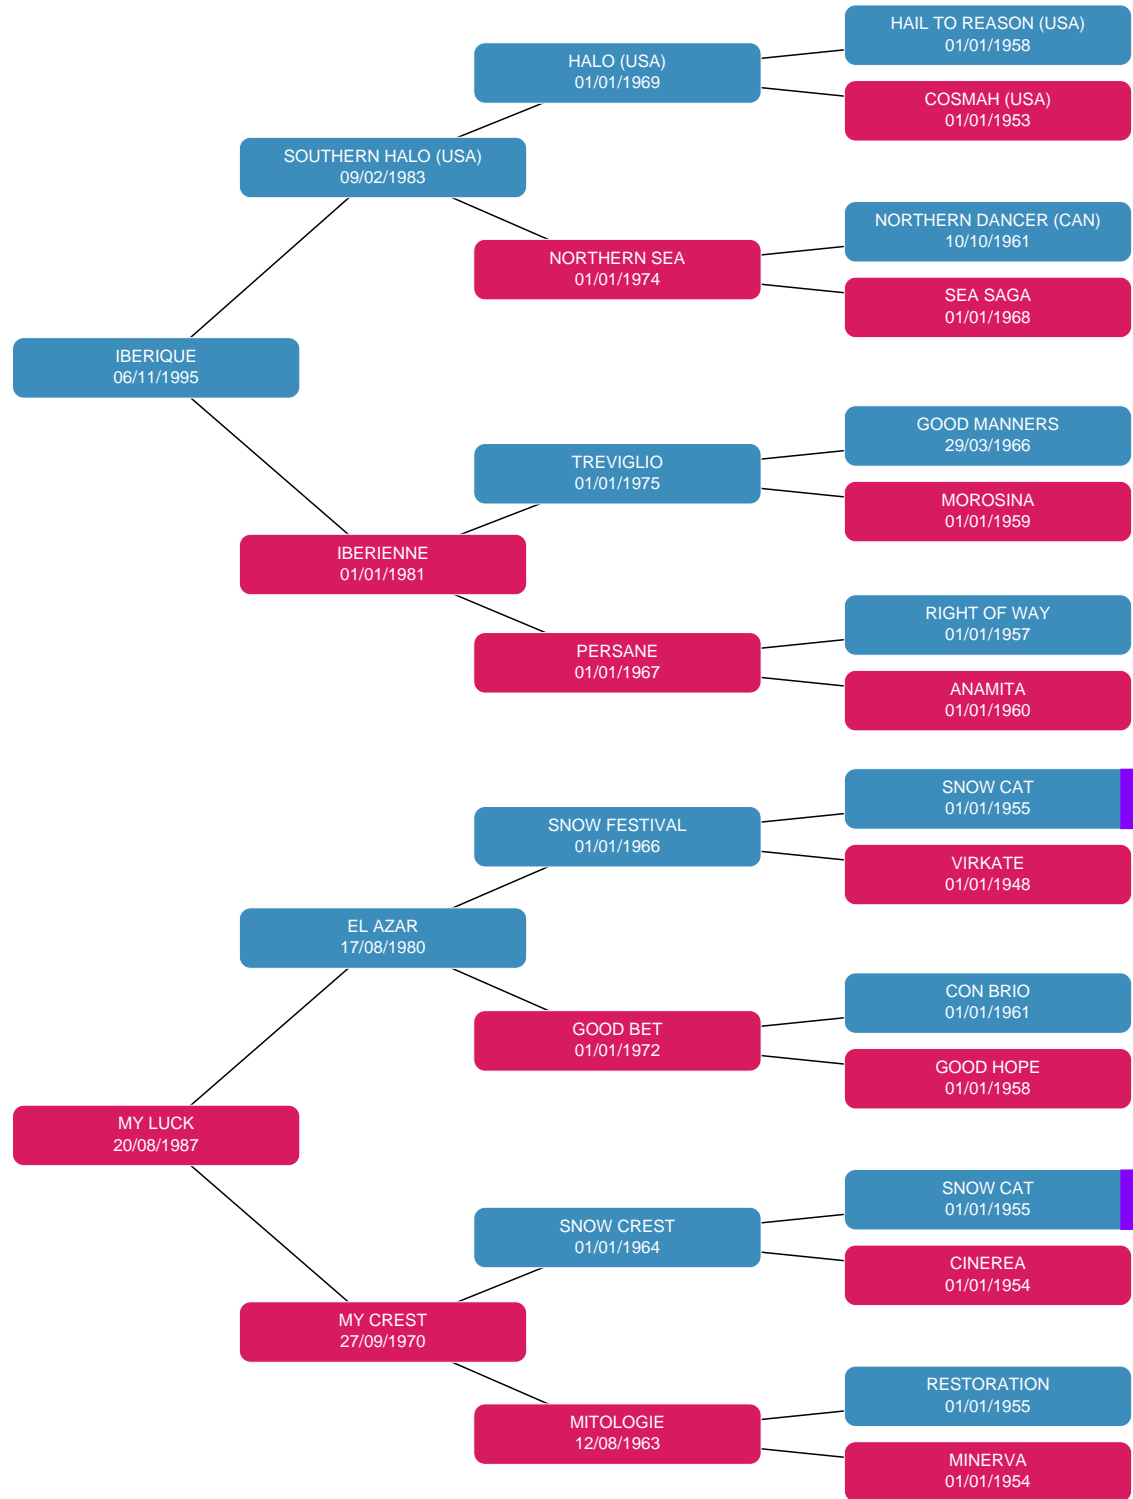 HAIL TO REASON (USA)
01/01/1958
HALO (USA)
01/01/1969
COSMAH (USA)
01/01/1953
SOUTHERN HALO (USA)
09/02/1983
NORTHERN DANCER (CAN)
10/10/1961
NORTHERN SEA
01/01/1974
SEA SAGA
01/01/1968
IBERIQUE
06/11/1995
GOOD MANNERS
29/03/1966
TREVIGLIO
01/01/1975
MOROSINA
01/01/1959
IBERIENNE
01/01/1981
RIGHT OF WAY
01/01/1957
PERSANE
01/01/1967
ANAMITA
01/01/1960
SNOW CAT
01/01/1955
SNOW FESTIVAL
01/01/1966
VIRKATE
01/01/1948
EL AZAR
17/08/1980
CON BRIO
01/01/1961
GOOD BET
01/01/1972
GOOD HOPE
01/01/1958
MY LUCK
20/08/1987
SNOW CAT
01/01/1955
SNOW CREST
01/01/1964
CINEREA
01/01/1954
MY CREST
27/09/1970
RESTORATION
01/01/1955
MITOLOGIE
12/08/1963
MINERVA
01/01/1954